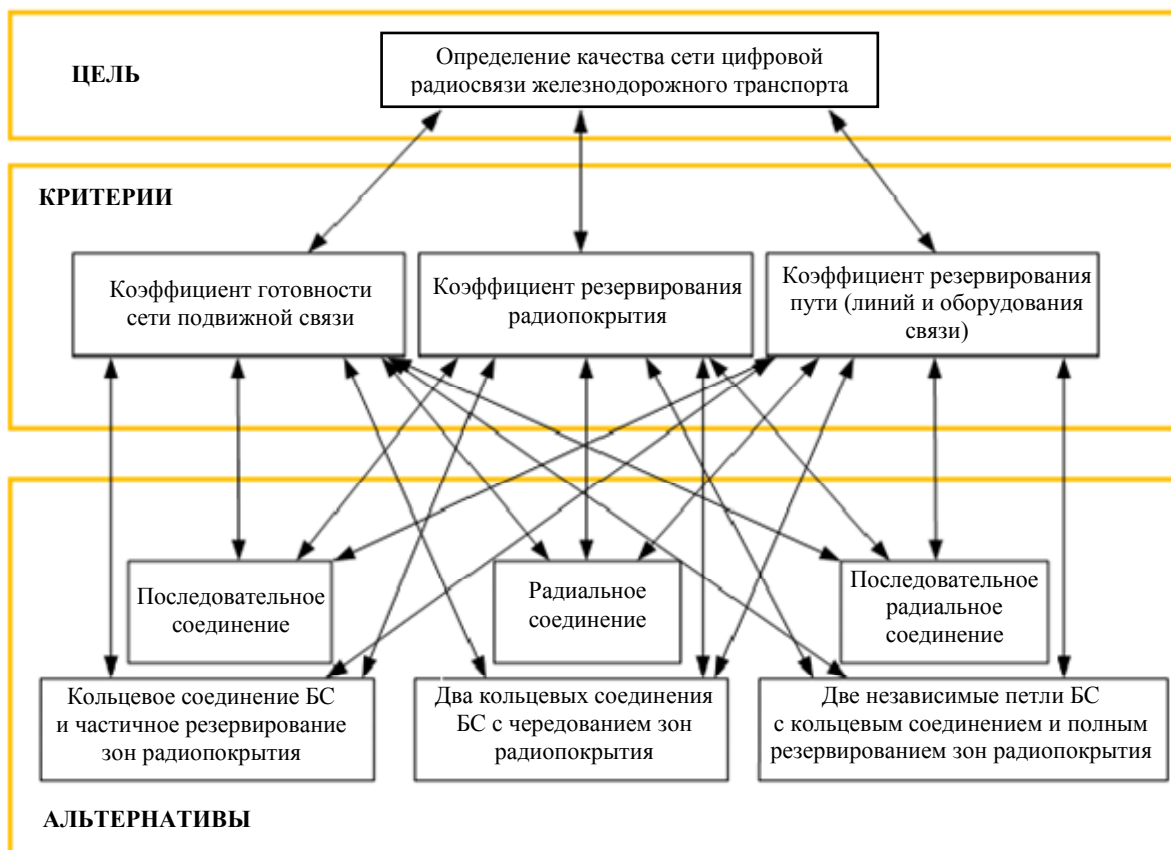 ЦЕЛЬ
Определение качества сети цифровой
радиосвязи железнодорожного транспорта
КРИТЕРИИ
Коэффициент готовности
сети подвижной связи
Коэффициент резервирования
радиопокрытия
Коэффициент резервирования
пути (линий и оборудования
связи)
Последовательное
соединение
Радиальное
соединение
Последовательное
радиальное
соединение
Кольцевое соединение БС
и частичное резервирование
зон радиопокрытия
Два кольцевых соединения
БС с чередованием зон
радиопокрытия
Две независимые петли БС
с кольцевым соединением и полным
резервированием зон радиопокрытия
АЛЬТЕРНАТИВЫ